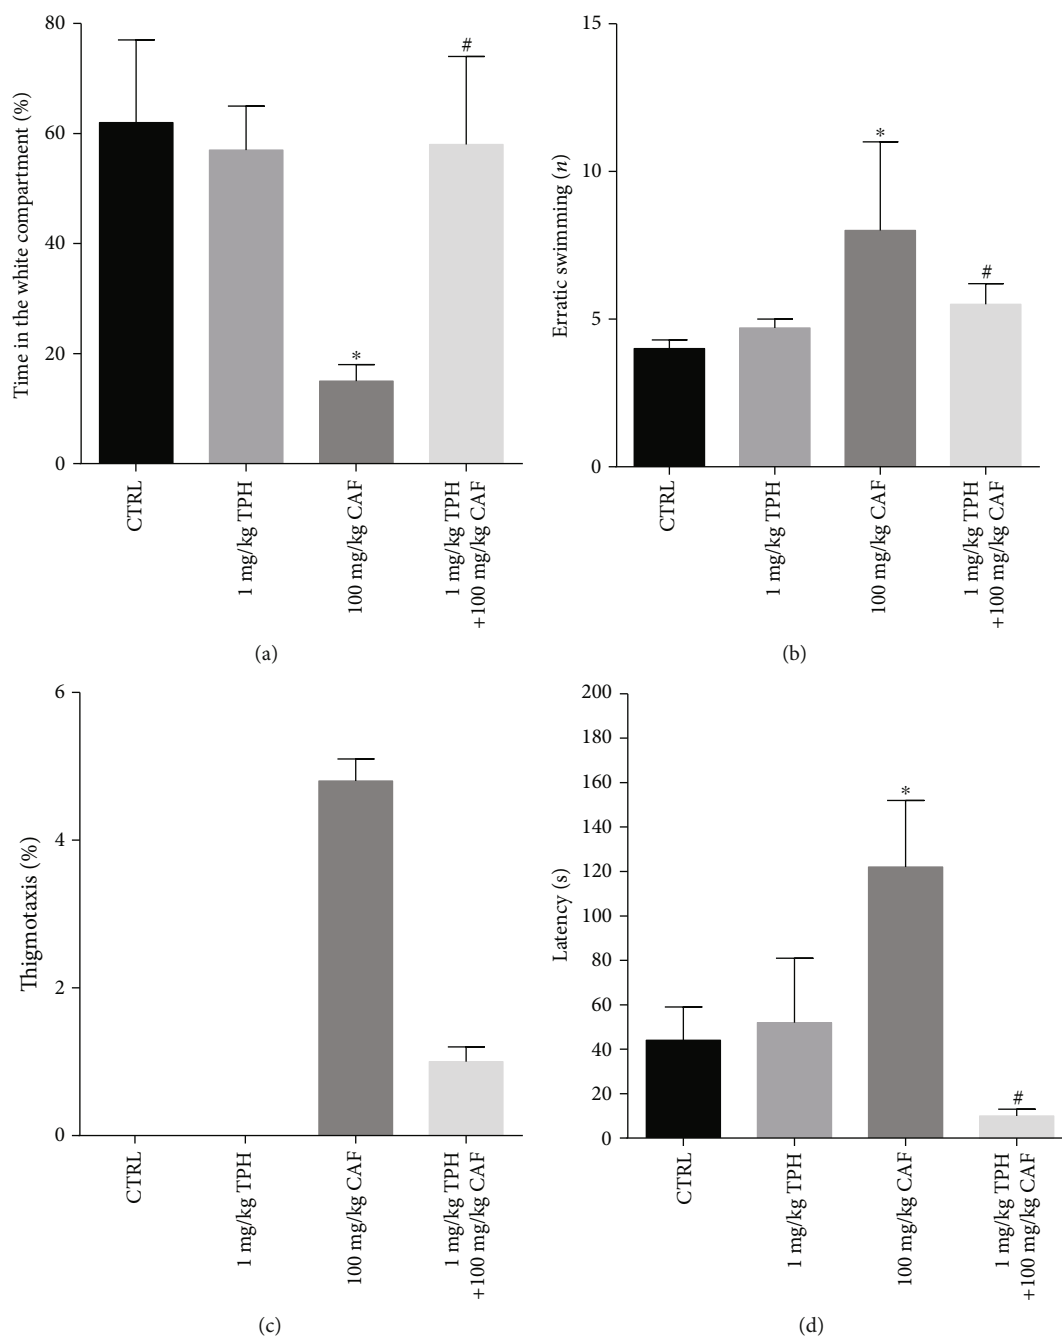 80
60
40
20
0
Time in the white compartment (%)
*
#
CTRL
1 mg/kg TPH
100 mg/kg CAF
1 mg/kg TPH
+100 mg/kg CAF
(a)
15
10
5
0
Erratic swimming (n)
*
#
CTRL
1 mg/kg TPH
100 mg/kg CAF
1 mg/kg TPH
+100 mg/kg CAF
(b)
6
4
2
0
Thigmotaxis (%)
CTRL
1 mg/kg TPH
100 mg/kg CAF
1 mg/kg TPH
+100 mg/kg CAF
(c)
200
180
160
140
120
100
80
60
40
20
0
Latency (s)
*
#
CTRL
1 mg/kg TPH
100 mg/kg CAF
1 mg/kg TPH
+100 mg/kg CAF
(d)